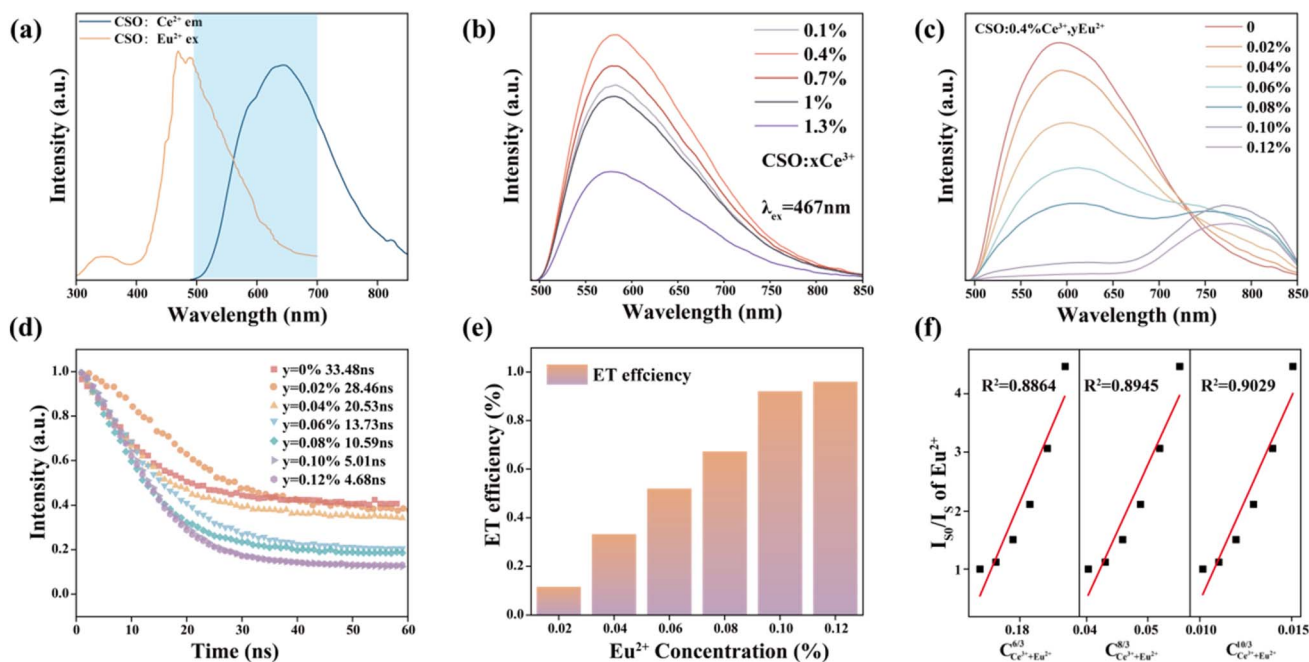 (a)
CSO: Ce²⁺ em
CSO: Eu²⁺ ex
Intensity (a.u.)
300 400 500 600 700 800
Wavelength (nm)
(b)
0.1%
0.4%
0.7%
1%
1.3%
CSO:xCe³⁺
λex=467nm
Intensity (a.u.)
500 550 600 650 700 750 800 850
Wavelength (nm)
(c)
CSO:0.4%Ce³⁺,yEu²⁺
0
0.02%
0.04%
0.06%
0.08%
0.10%
0.12%
Intensity (a.u.)
500 550 600 650 700 750 800 850
Wavelength (nm)
(d)
y=0% 33.48ns
y=0.02% 28.46ns
y=0.04% 20.53ns
y=0.06% 13.73ns
y=0.08% 10.59ns
y=0.10% 5.01ns
y=0.12% 4.68ns
Intensity (a.u.)
1.0
0.8
0.6
0.4
0.2
0.0
0 10 20 30 40 50 60
Time (ns)
(e)
ET effciency
ET efficiency (%)
1.0
0.8
0.6
0.4
0.2
0.0
0.02 0.04 0.06 0.08 0.10 0.12
Eu²⁺ Concentration (%)
(f)
R²=0.8864 R²=0.8945 R²=0.9029
I_S0/I_S of Eu²⁺
4
3
2
1
0.18 0.04 0.05 0.010 0.015
C^6/3_Ce³⁺+Eu²⁺ C^8/3_Ce³⁺+Eu²⁺ C^10/3_Ce³⁺+Eu²⁺